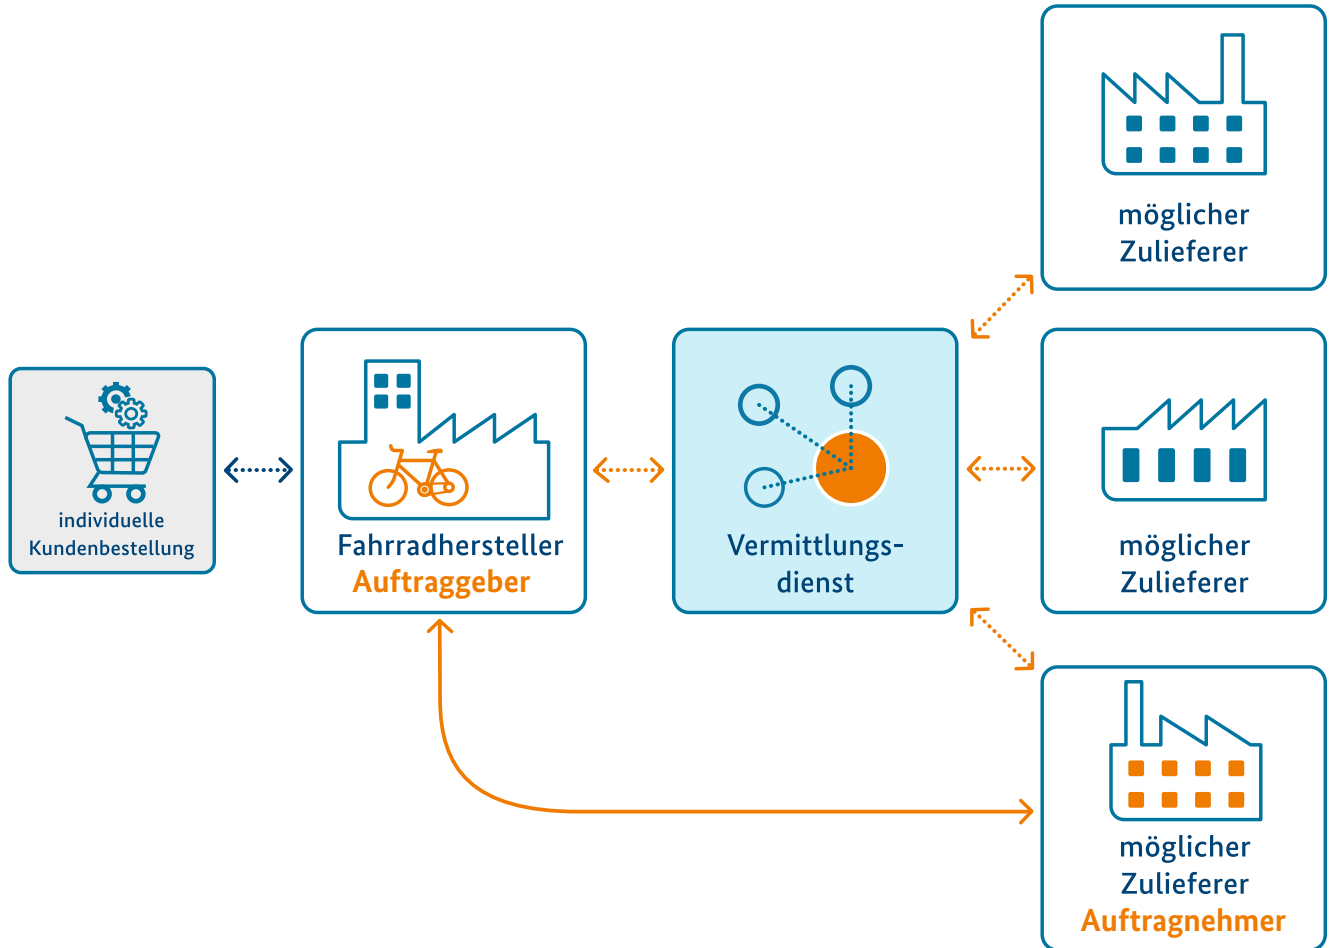 möglicher
Zulieferer
individuelle
Kundenbestellung
Fahrradhersteller
Auftraggeber
Vermittlungs-
dienst
möglicher
Zulieferer
möglicher
Zulieferer
Auftragnehmer